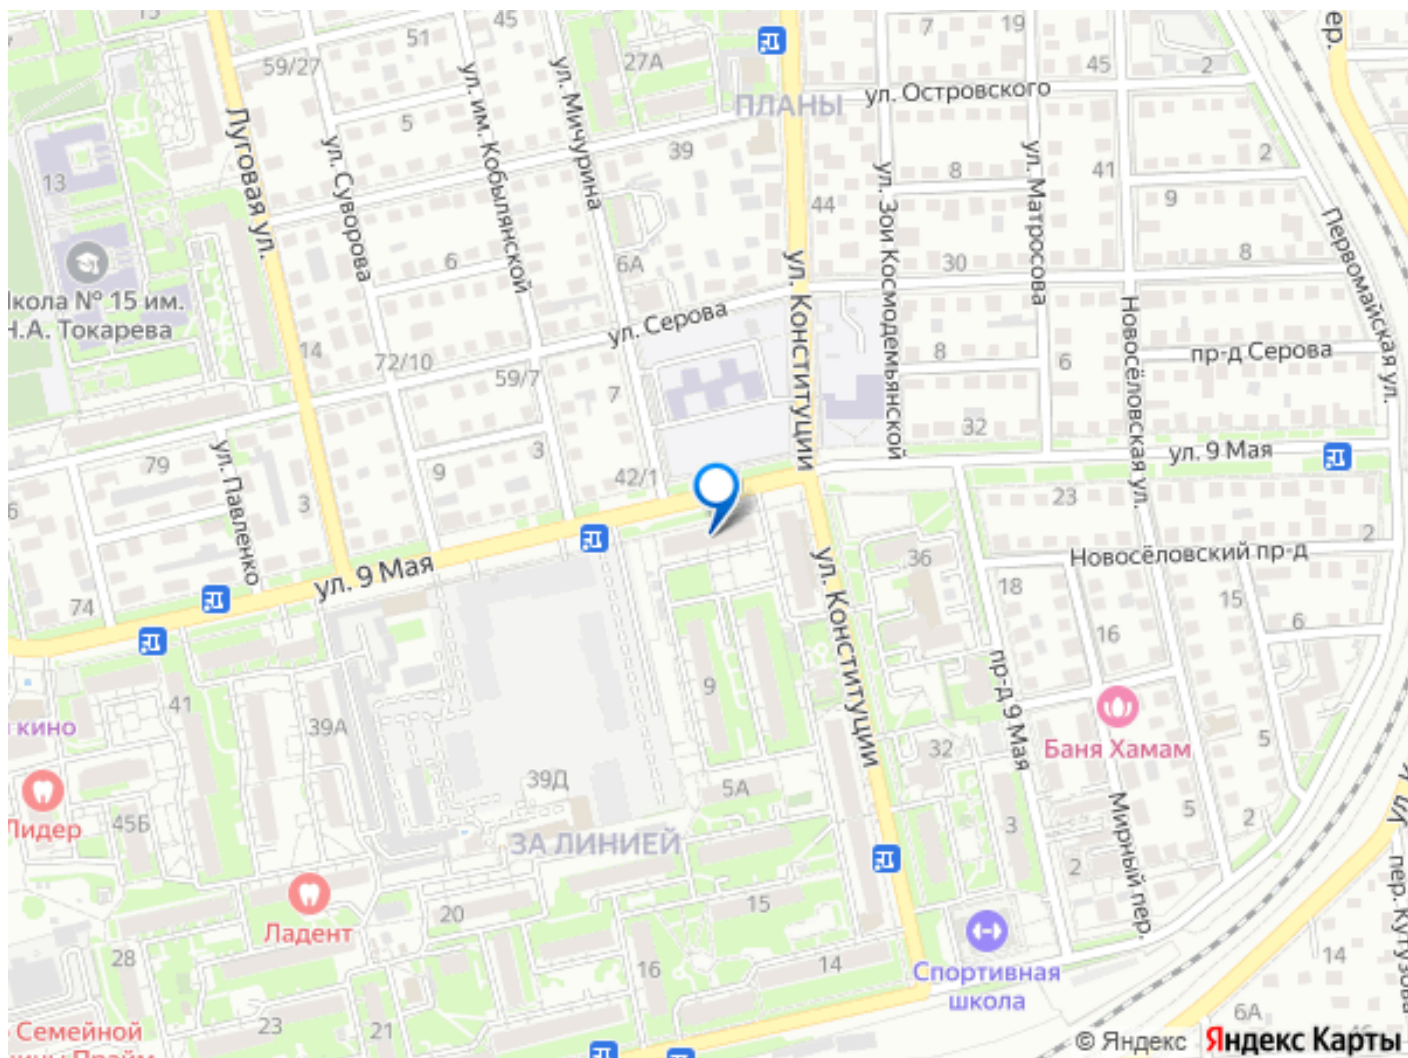 15
45
7
19
ер.
51
59/27
27А
45
2
ул. Островского
ПЛАНЫ
ул. Мичурина
ул. им. Кобылянской
Луговая ул.
5
ул. Суворова
39
2
8
41
ул. Матросова
ул. Зои Космодемьянской
13
44
9
Первомайская ул.
6
6А
30
8
ул. Конституции
кола № 15 им.
Н.А. Токарева
ул. Серова
Новосёловская ул.
14
72/10
59/7
8
6
пр-д Серова
7
32
79
ул. Павленко
9
3
42/1
ул. 9 Мая
3
23
6
ул. 9 Мая
36
Новосёловский пр-д
2
ул. Конституции
74
18
15
6
16
пр-д 9 Мая
9
41
39А
кино
Баня Хамам
5
32
39Д
5А
Лидер
45Б
ЗА ЛИНИЕЙ
3
5
2
Мирный пер.
2
пер. Кутузова
Ладент
20
15
28
16
14
Спортивная
школа
14
23
21
6А
Семейной
© Яндекс Яндекс Карты